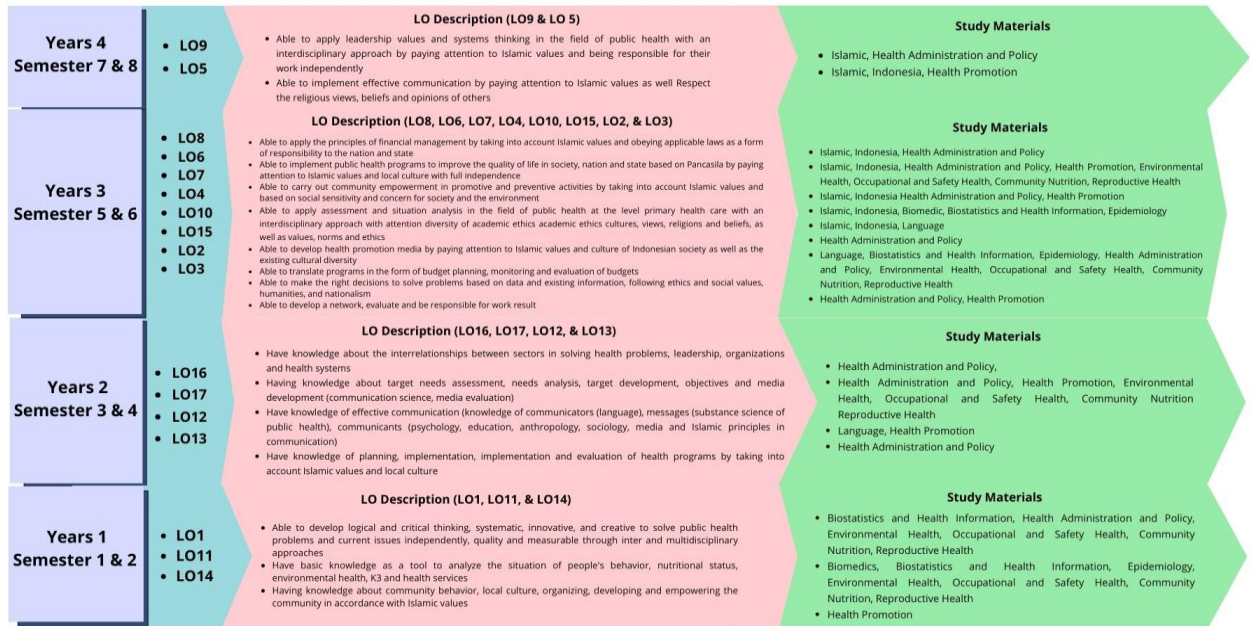 Years 4
Semester 7 & 8
• LO9
• LO5
LO Description (LO9 & LO 5)
• Able to apply leadership values and systems thinking in the field of public health with an
interdisciplinary approach by paying attention to Islamic values and being responsible for their
work independently
• Able to implement effective communication by paying attention to Islamic values as well Respect
the religious views, beliefs and opinions of others
Study Materials
• Islamic, Health Administration and Policy
• Islamic, Indonesia, Health Promotion
Years 3
Semester 5 & 6
• LO8
• LO6
• LO7
• LO4
• LO10
• LO15
• LO2
• LO3
LO Description (LO8, LO6, LO7, LO4, LO10, LO15, LO2, & LO3)
• Able to apply the principles of financial management by taking into account Islamic values and obeying applicable laws as a form
of responsibility to the nation and state
• Able to implement public health programs to improve the quality of life in society, nation and state based on Pancasila by paying
attention to Islamic values and local culture with full independence
• Able to carry out community empowerment in promotive and preventive activities by taking into account Islamic values and
based on social sensitivity and concern for society and the environment
• Able to apply assessment and situation analysis in the field of public health at the level primary health care with an
interdisciplinary approach with attention diversity of academic ethics academic ethics cultures, views, religions and beliefs, as
well as values, norms and ethics
• Able to develop health promotion media by paying attention to Islamic values and culture of Indonesian society as well as the
existing cultural diversity
• Able to translate programs in the form of budget planning, monitoring and evaluation of budgets
• Able to make the right decisions to solve problems based on data and existing information, following ethics and social values,
humanities, and nationalism
• Able to develop a network, evaluate and be responsible for work result
Study Materials
• Islamic, Indonesia, Health Administration and Policy
• Islamic, Indonesia, Health Administration and Policy, Health Promotion, Environmental
Health, Occupational and Safety Health, Community Nutrition, Reproductive Health
• Islamic, Indonesia Health Administration and Policy, Health Promotion
• Islamic, Indonesia, Biomedic, Biostatistics and Health Information, Epidemiology
• Islamic, Indonesia, Language
• Health Administration and Policy
• Language, Biostatistics and Health Information, Epidemiology, Health Administration
and Policy, Environmental Health, Occupational and Safety Health, Community
Nutrition, Reproductive Health
• Health Administration and Policy, Health Promotion
Years 2
Semester 3 & 4
• LO16
• LO17
• LO12
• LO13
LO Description (LO16, LO17, LO12, & LO13)
• Have knowledge about the interrelationships between sectors in solving health problems, leadership, organizations
and health systems
• Having knowledge about target needs assessment, needs analysis, target development, objectives and media
development (communication science, media evaluation)
• Have knowledge of effective communication (knowledge of communicators (language), messages (substance science of
public health), communicants (psychology, education, anthropology, sociology, media and Islamic principles in
communication)
• Have knowledge of planning, implementation, implementation and evaluation of health programs by taking into
account Islamic values and local culture
Study Materials
• Health Administration and Policy,
• Health Administration and Policy, Health Promotion, Environmental
Health, Occupational and Safety Health, Community Nutrition
Reproductive Health
• Language, Health Promotion
• Health Administration and Policy
Years 1
Semester 1 & 2
• LO1
• LO11
• LO14
LO Description (LO1, LO11, & LO14)
• Able to develop logical and critical thinking, systematic, innovative, and creative to solve public health
problems and current issues independently, quality and measurable through inter and multidisciplinary
approaches
• Have basic knowledge as a tool to analyze the situation of people's behavior, nutritional status,
environmental health, K3 and health services
• Having knowledge about community behavior, local culture, organizing, developing and empowering the
community in accordance with Islamic values
Study Materials
• Biostatistics and Health Information, Health Administration and Policy,
Environmental Health, Occupational and Safety Health, Community
Nutrition, Reproductive Health
• Biomedics, Biostatistics and Health Information, Epidemiology,
Environmental Health, Occupational and Safety Health, Community
Nutrition, Reproductive Health
• Health Promotion